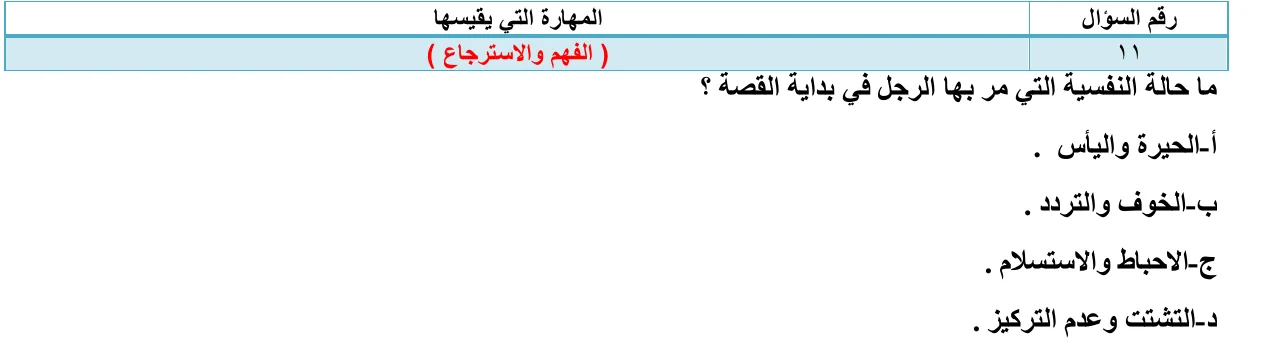 رقم السؤال المهارة التي يقيسها
١١ ( الفهم والاسترجاع )
ما حالة النفسية التي مر بها الرجل في بداية القصة ؟
أ-الحيرة واليأس .
ب-الخوف والتردد .
ج-الاحباط والاستسلام .
د-التشتت وعدم التركيز .